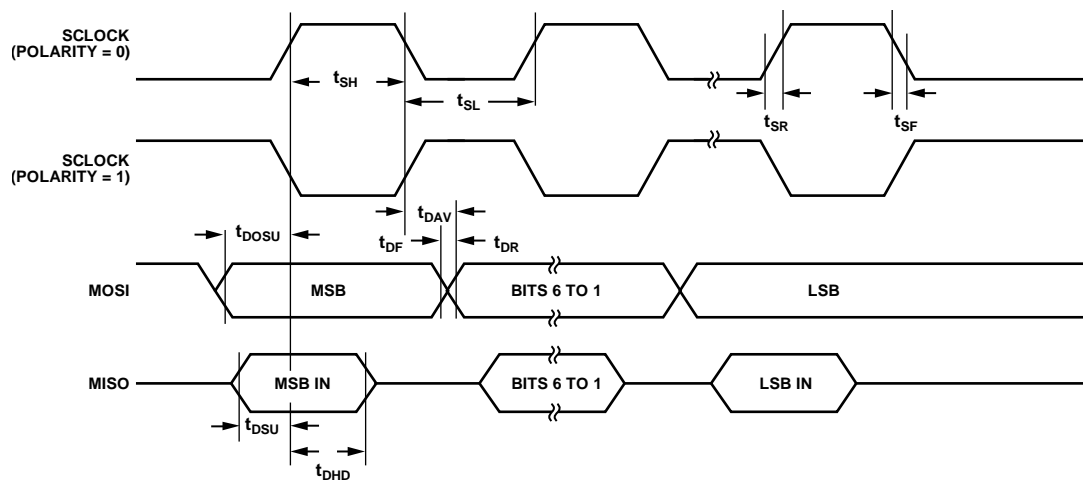 SCLOCK
(POLARITY = 0)
tSH
tSL
tSR
tSF
SCLOCK
(POLARITY = 1)
tDAV
tDOSU
tDF
tDR
MOSI
MSB
BITS 6 TO 1
LSB
MISO
MSB IN
BITS 6 TO 1
LSB IN
tDSU
tDHD